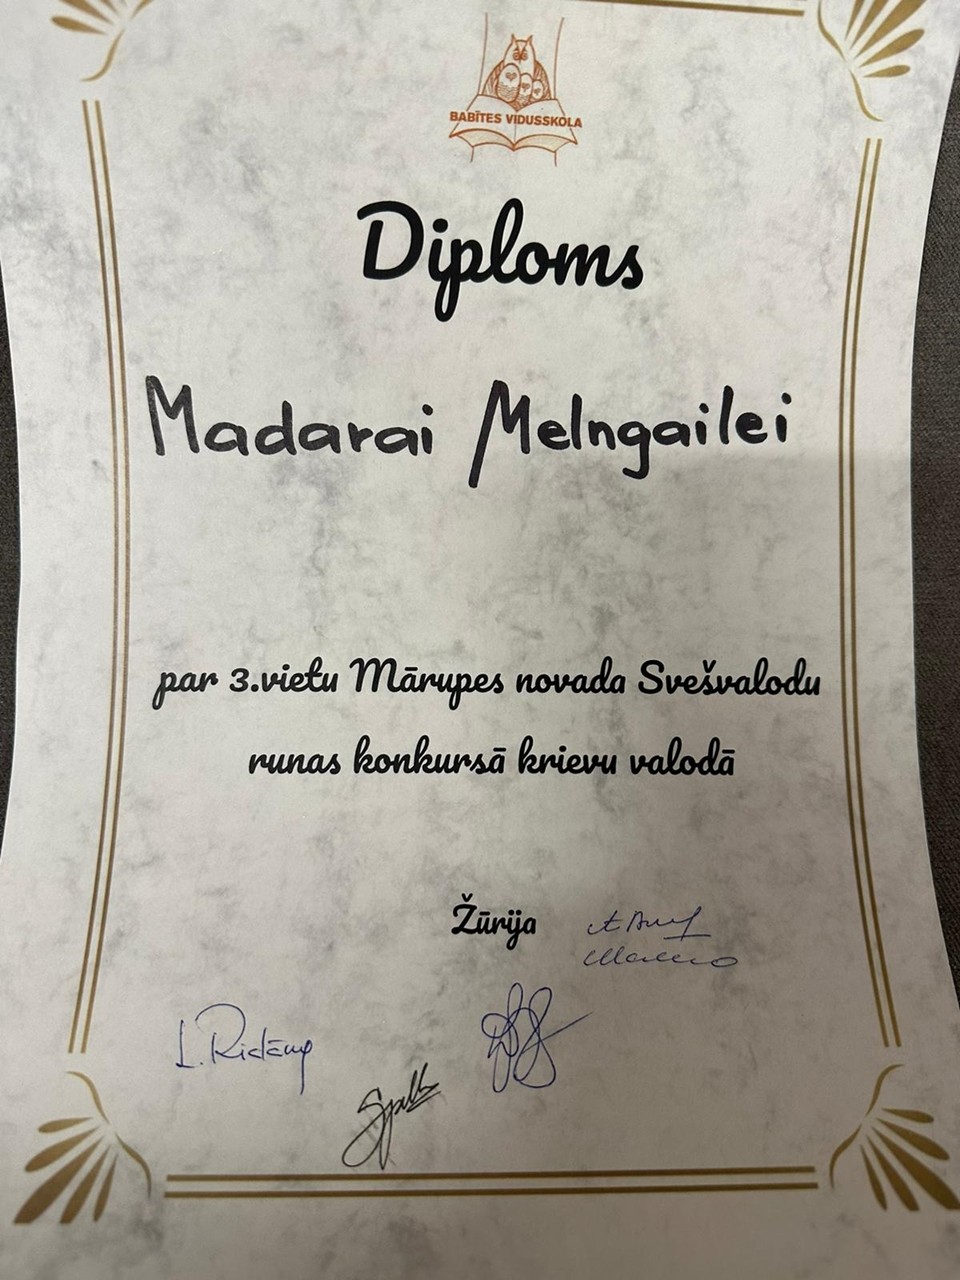 BABĪTES VIDUSSKOLA
Diploms
Madarai Melngailei
par 3.vietu Mārupes novada Svešvalodu
runas konkursā krievu valodā
Žūrija